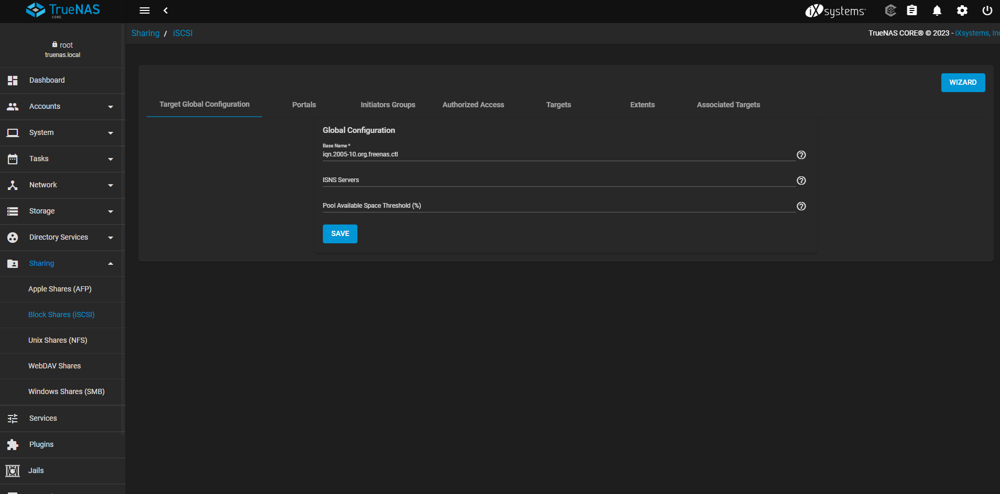 TrueNAS
CORE
iXsystems
Sharing / iSCSI
TrueNAS CORE® © 2023 - iXsystems, Inc
root
truenas.local
Dashboard
Accounts
System
Tasks
Network
Storage
Directory Services
Sharing
Apple Shares (AFP)
Block Shares (iSCSI)
Unix Shares (NFS)
WebDAV Shares
Windows Shares (SMB)
Services
Plugins
Jails
WIZARD
Target Global Configuration
Portals
Initiators Groups
Authorized Access
Targets
Extents
Associated Targets
Global Configuration
Base Name *
iqn.2005-10.org.freenas.ctl
ISNS Servers
Pool Available Space Threshold (%)
SAVE